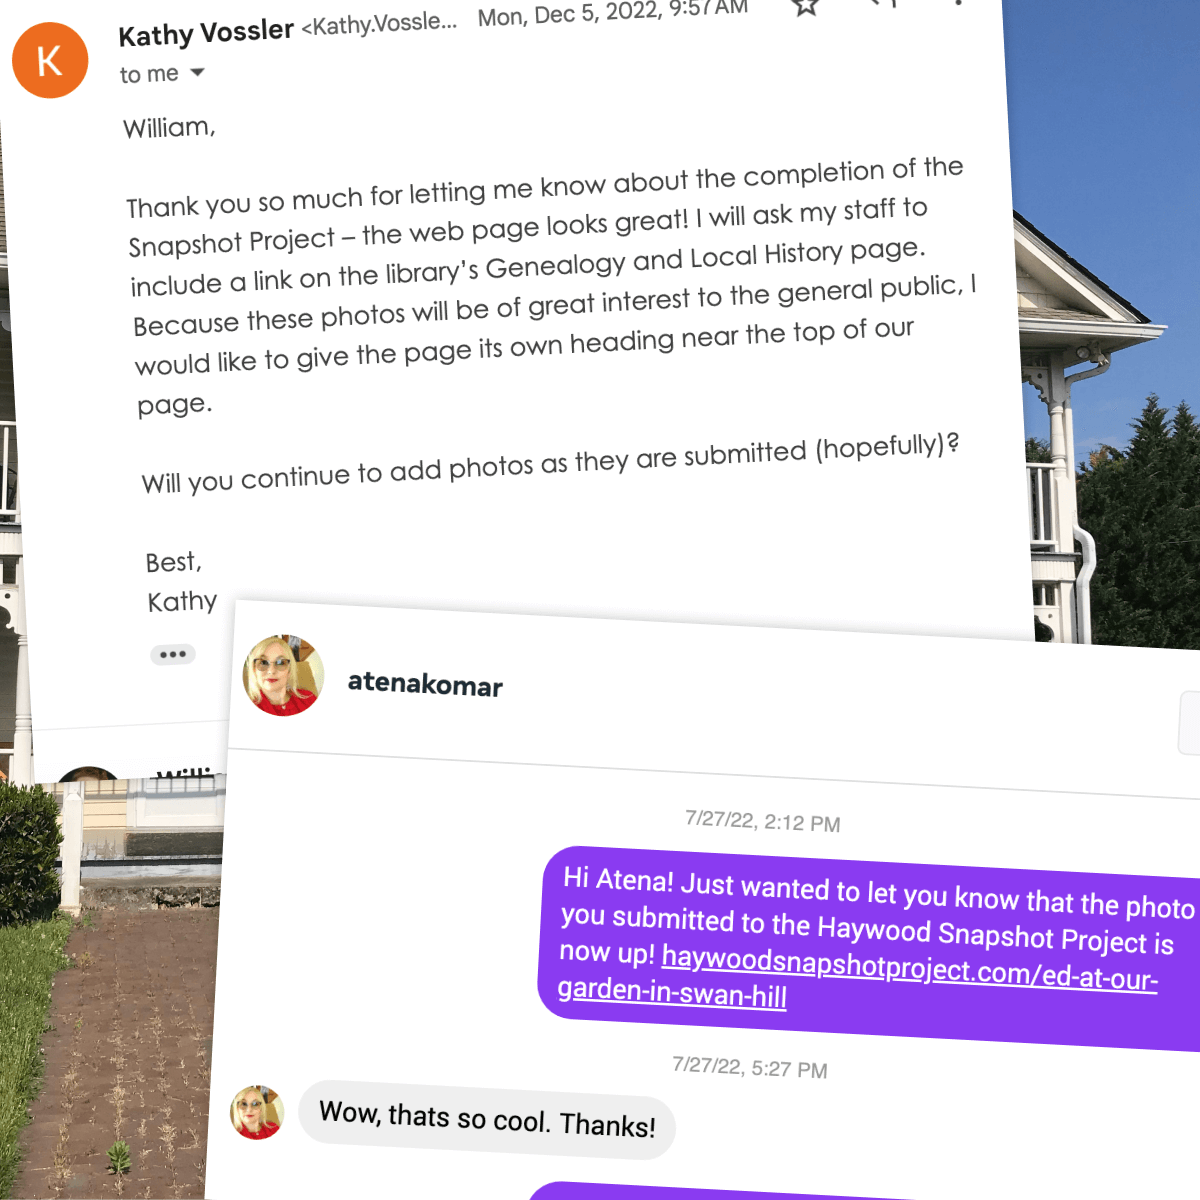 K
Kathy Vossler <Kathy.Vossle... Mon, Dec 5, 2022, 9:57 AM
to me
William,
Thank you so much for letting me know about the completion of the
Snapshot Project – the web page looks great! I will ask my staff to
include a link on the library's Genealogy and Local History page.
Because these photos will be of great interest to the general public, I
would like to give the page its own heading near the top of our
page.
Will you continue to add photos as they are submitted (hopefully)?
Best,
Kathy
atenakomar
7/27/22, 2:12 PM
Hi Atena! Just wanted to let you know that the photo
you submitted to the Haywood Snapshot Project is
now up! haywoodsnapshotproject.com/ed-at-our-
garden-in-swan-hill
7/27/22, 5:27 PM
Wow, thats so cool. Thanks!